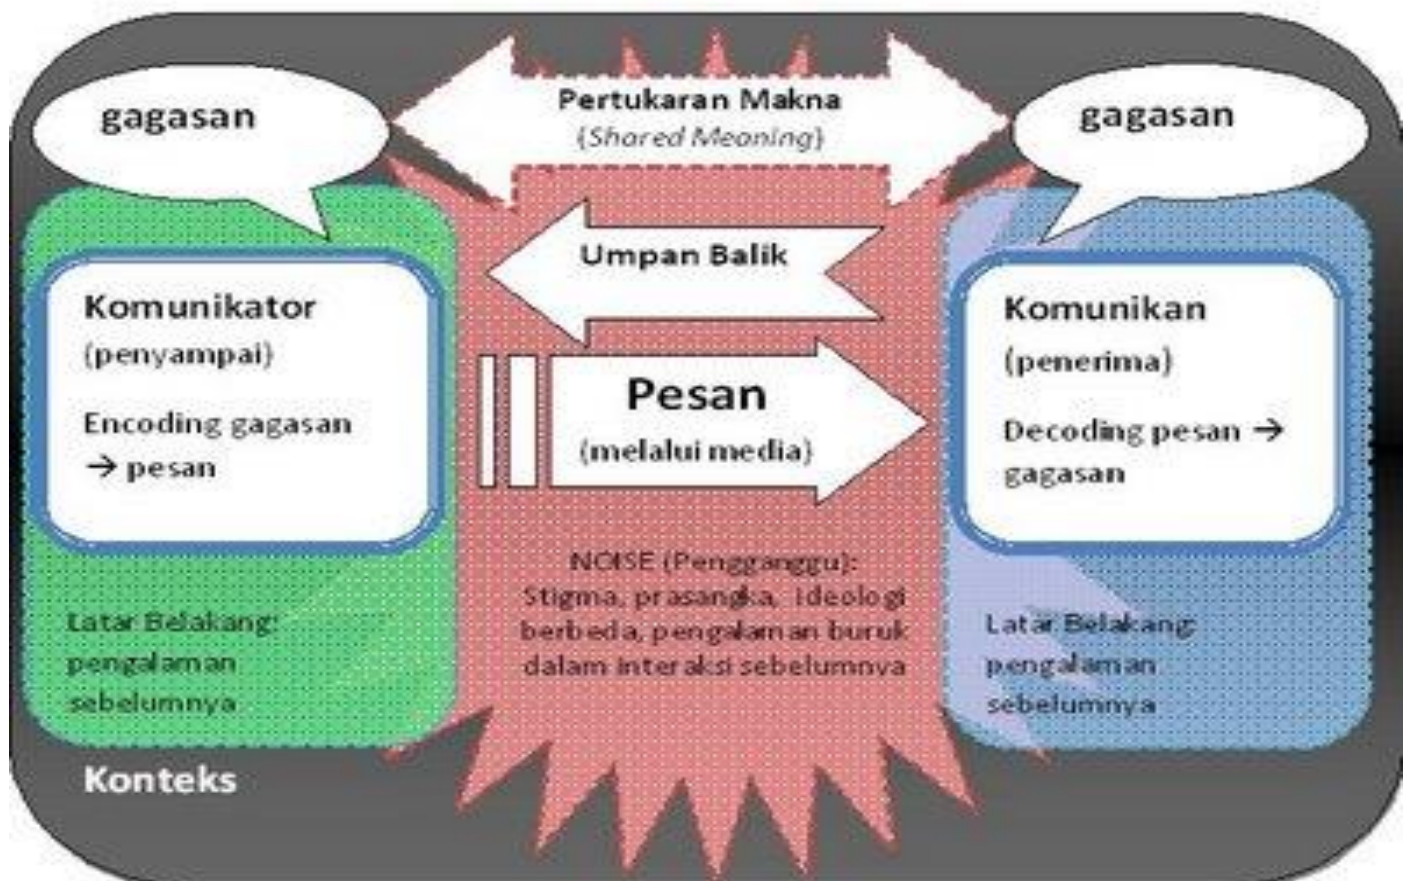 gagasan
Pertukaran Makna
(Shared Meaning)
gagasan
Umpan Balik
Komunikator
(penyampai)
Encoding gagasan
→ pesan
Pesan
(melalui media)
Komunikan
(penerima)
Decoding pesan →
gagasan
NOISE (Pengganggu):
Stigma, prasangka, ideologi
berbeda, pengalaman buruk
dalam interaksi sebelumnya
Latar Belakang:
pengalaman
sebelumnya
Latar Belakang:
pengalaman
sebelumnya
Konteks